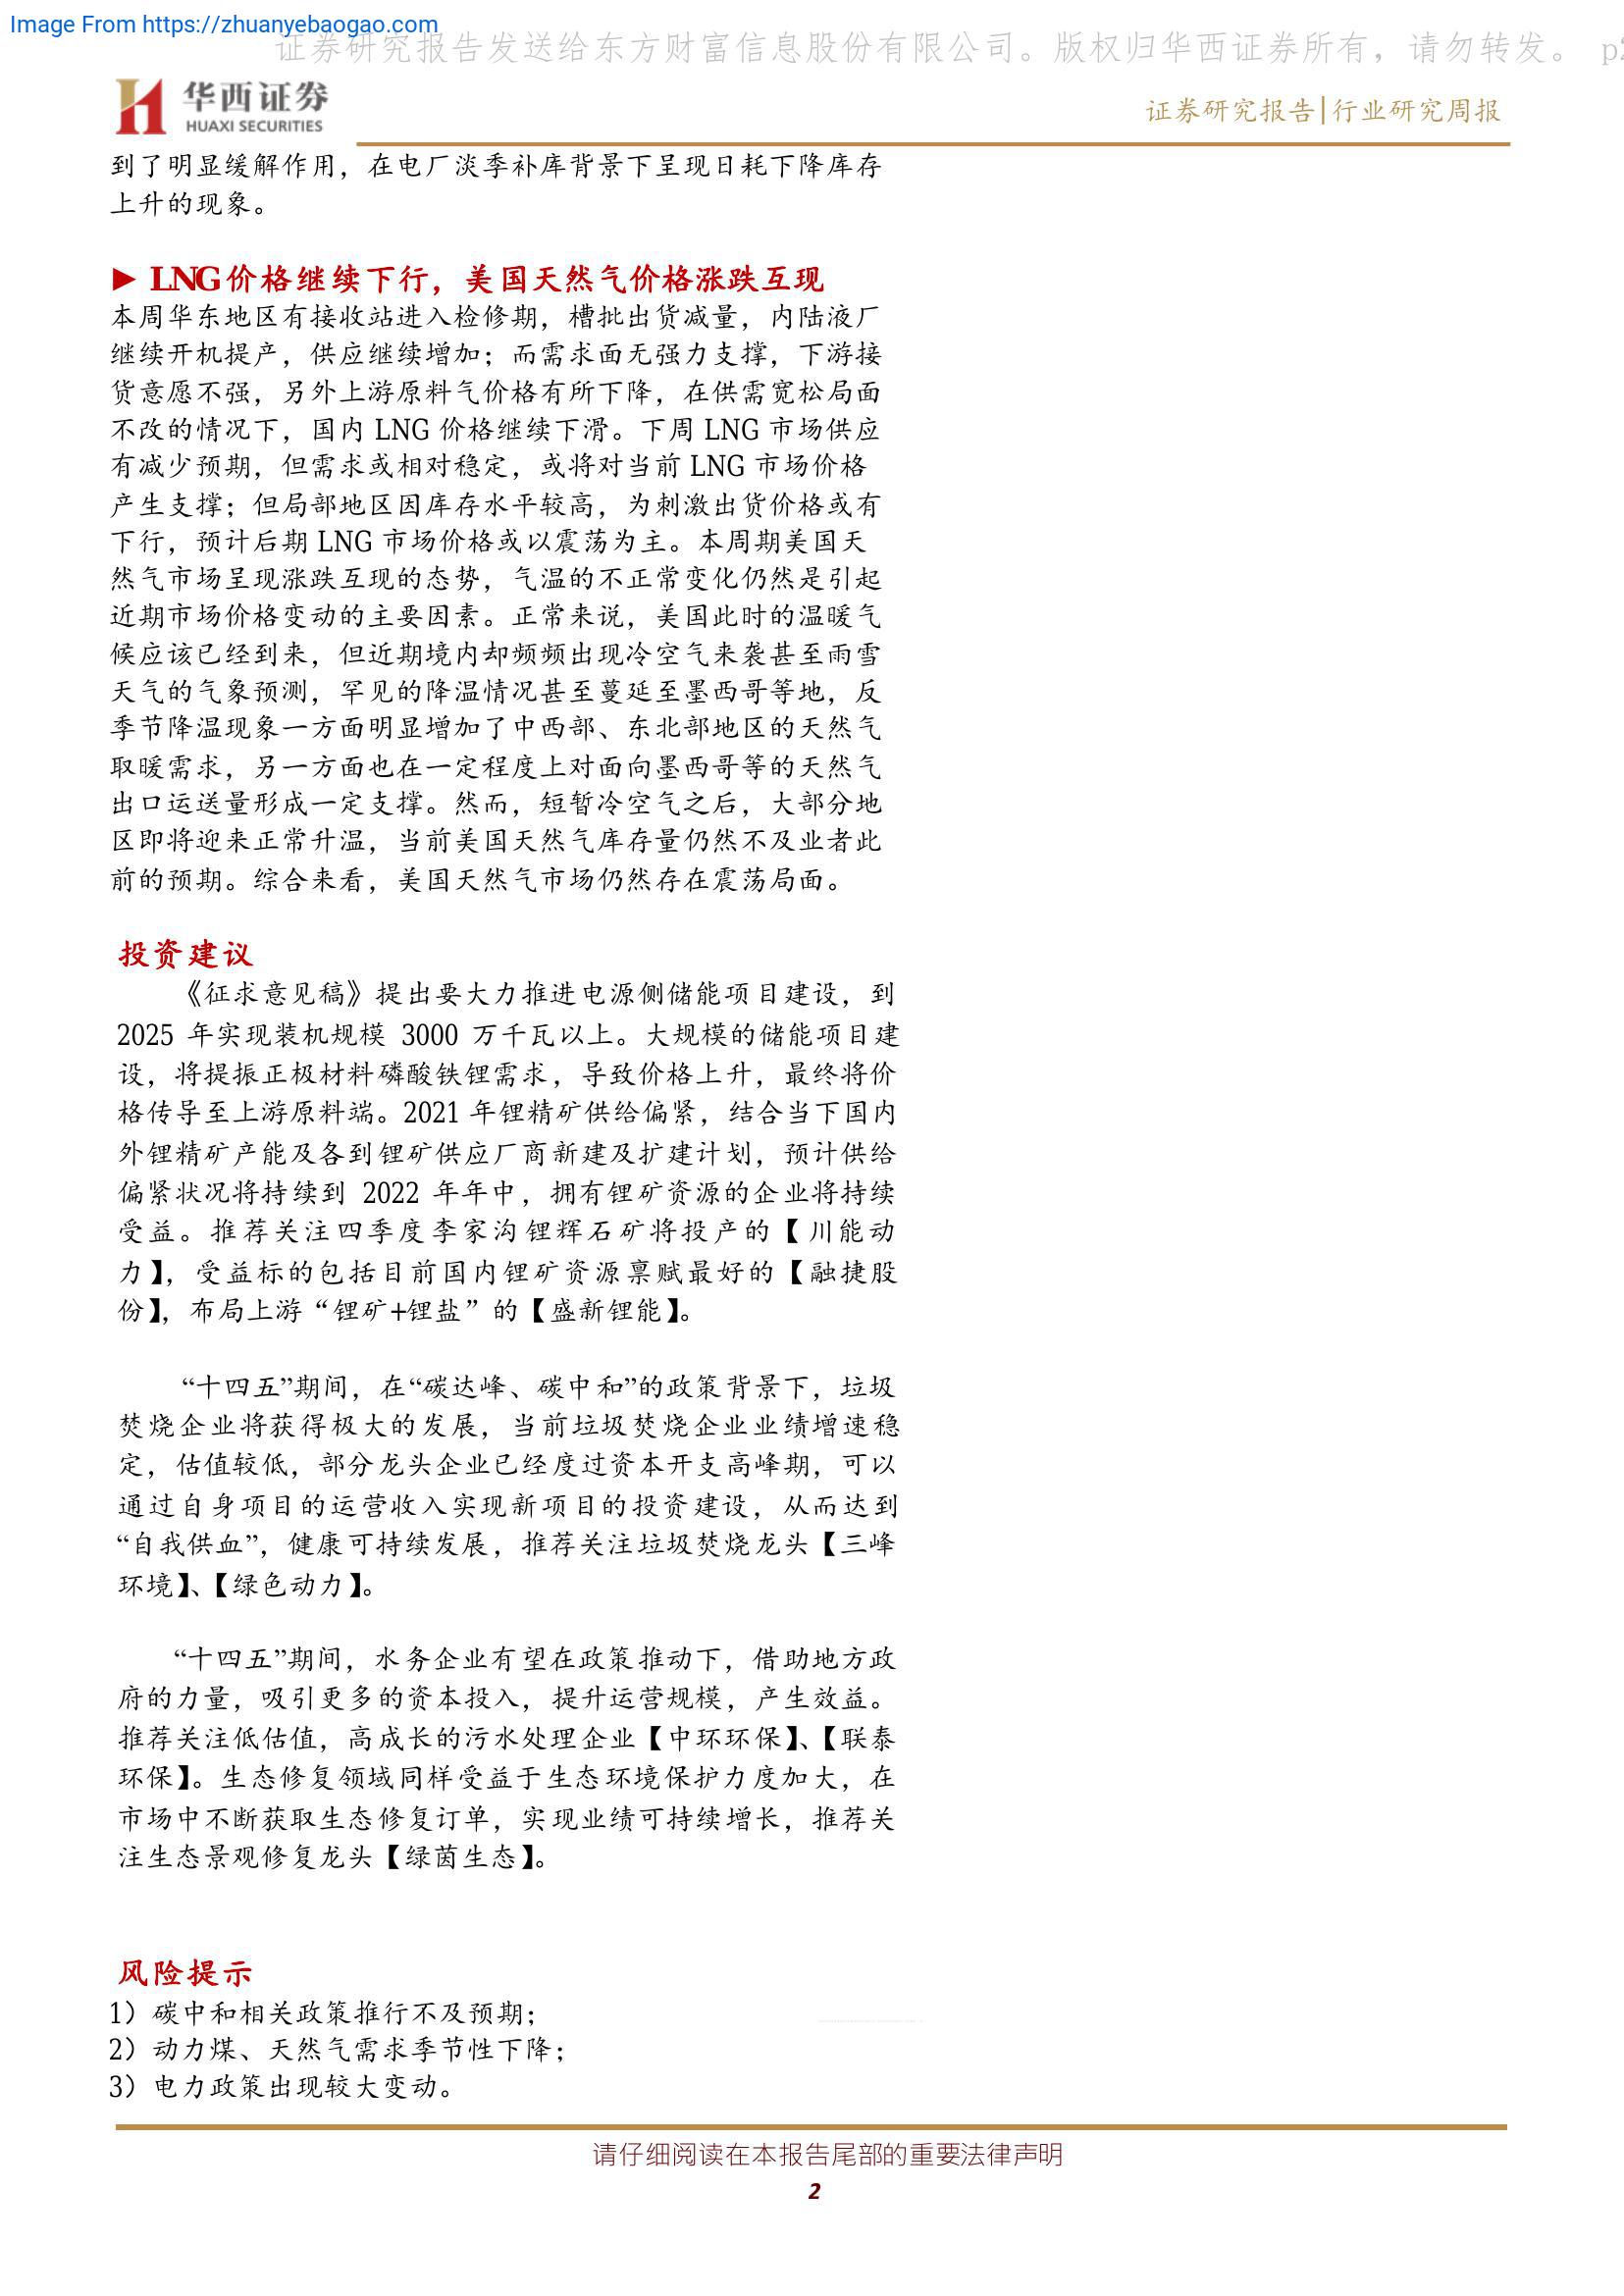 Image From https://zhuanyebaogao.com
证券研究报告发送给东方财富信息股份有限公司。版权归华西证券所有，请勿转发。 p2
华西证券
HUAXI SECURITIES
证券研究报告|行业研究周报
到了明显缓解作用，在电厂淡季补库背景下呈现日耗下降库存
上升的现象。
► LNG价格继续下行，美国天然气价格涨跌互现
本周华东地区有接收站进入检修期，槽批出货减量，内陆液厂
继续开机提产，供应继续增加；而需求面无强力支撑，下游接
货意愿不强，另外上游原料气价格有所下降，在供需宽松局面
不改的情况下，国内 LNG 价格继续下滑。下周 LNG 市场供应
有减少预期，但需求或相对稳定，或将对当前 LNG 市场价格
产生支撑；但局部地区因库存水平较高，为刺激出货价格或有
下行，预计后期 LNG 市场价格或以震荡为主。本周期美国天
然气市场呈现涨跌互现的态势，气温的不正常变化仍然是引起
近期市场价格变动的主要因素。正常来说，美国此时的温暖气
候应该已经到来，但近期境内却频频出现冷空气来袭甚至雨雪
天气的气象预测，罕见的降温情况甚至蔓延至墨西哥等地，反
季节降温现象一方面明显增加了中西部、东北部地区的天然气
取暖需求，另一方面也在一定程度上对面向墨西哥等的天然气
出口运送量形成一定支撑。然而，短暂冷空气之后，大部分地
区即将迎来正常升温，当前美国天然气库存量仍然不及业者此
前的预期。综合来看，美国天然气市场仍然存在震荡局面。
投资建议
《征求意见稿》提出要大力推进电源侧储能项目建设，到
2025 年实现装机规模 3000 万千瓦以上。大规模的储能项目建
设，将提振正极材料磷酸铁锂需求，导致价格上升，最终将价
格传导至上游原料端。2021 年锂精矿供给偏紧，结合当下国内
外锂精矿产能及各到锂矿供应厂商新建及扩建计划，预计供给
偏紧状况将持续到 2022 年年中，拥有锂矿资源的企业将持续
受益。推荐关注四季度李家沟锂辉石矿将投产的【川能动
力】，受益标的包括目前国内锂矿资源禀赋最好的【融捷股
份】，布局上游“锂矿+锂盐”的【盛新锂能】。
“十四五”期间，在“碳达峰、碳中和”的政策背景下，垃圾
焚烧企业将获得极大的发展，当前垃圾焚烧企业业绩增速稳
定，估值较低，部分龙头企业已经度过资本开支高峰期，可以
通过自身项目的运营收入实现新项目的投资建设，从而达到
“自我供血”，健康可持续发展，推荐关注垃圾焚烧龙头【三峰
环境】、【绿色动力】。
“十四五”期间，水务企业有望在政策推动下，借助地方政
府的力量，吸引更多的资本投入，提升运营规模，产生效益。
推荐关注低估值，高成长的污水处理企业【中环环保】、【联泰
环保】。生态修复领域同样受益于生态环境保护力度加大，在
市场中不断获取生态修复订单，实现业绩可持续增长，推荐关
注生态景观修复龙头【绿茵生态】。
风险提示
1）碳中和相关政策推行不及预期；
2）动力煤、天然气需求季节性下降；
3）电力政策出现较大变动。
请仔细阅读在本报告尾部的重要法律声明
2